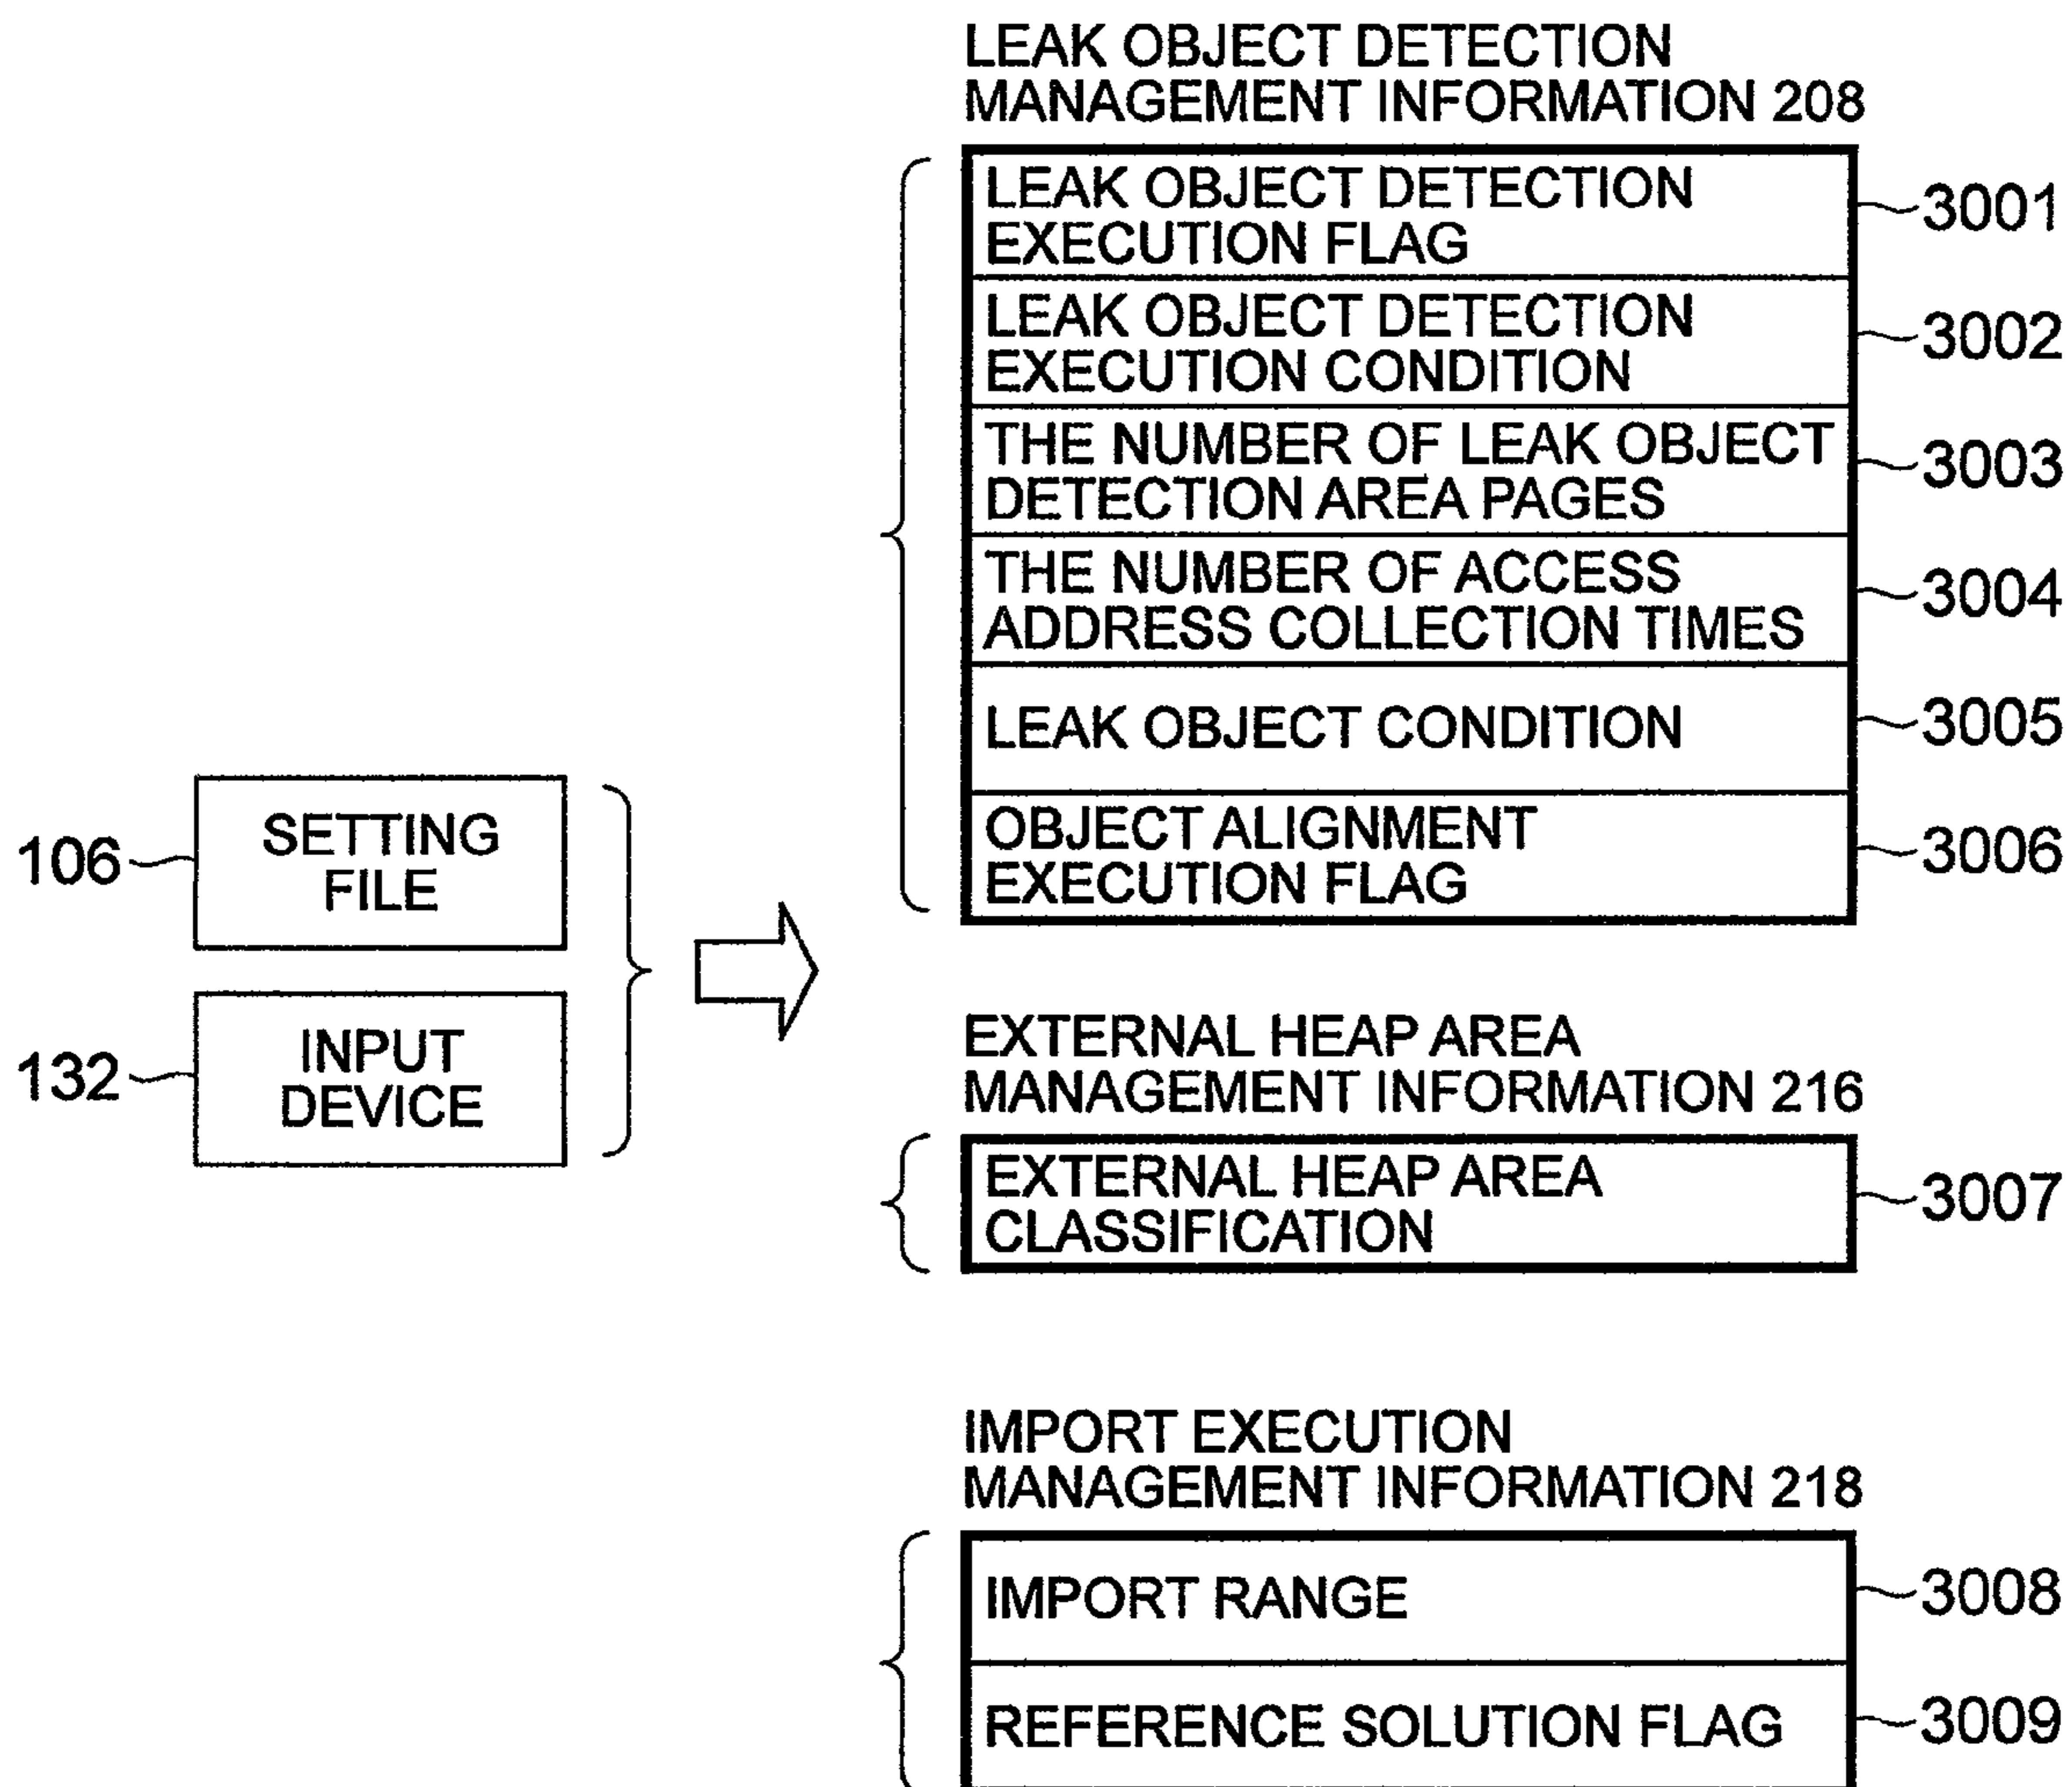 LEAK OBJECT DETECTION
MANAGEMENT INFORMATION 208
LEAK OBJECT DETECTION
EXECUTION FLAG
3001
LEAK OBJECT DETECTION
EXECUTION CONDITION
3002
THE NUMBER OF LEAK OBJECT
DETECTION AREA PAGES
3003
THE NUMBER OF ACCESS
ADDRESS COLLECTION TIMES
3004
LEAK OBJECT CONDITION
3005
OBJECT ALIGNMENT
EXECUTION FLAG
3006
106
SETTING
FILE
132
INPUT
DEVICE
EXTERNAL HEAP AREA
MANAGEMENT INFORMATION 216
EXTERNAL HEAP AREA
CLASSIFICATION
3007
IMPORT EXECUTION
MANAGEMENT INFORMATION 218
IMPORT RANGE
3008
REFERENCE SOLUTION FLAG
3009